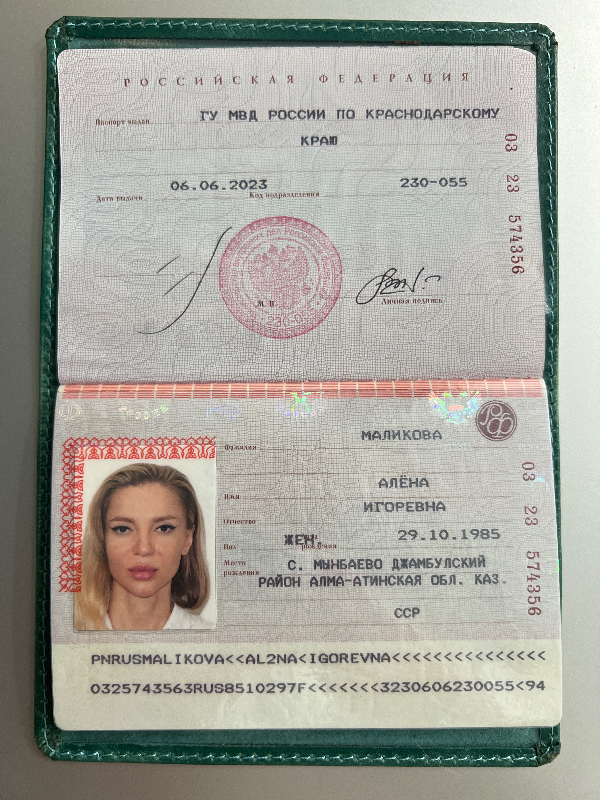 РОССИЙСКАЯ ФЕДЕРАЦИЯ
Паспорт выдан ГУ МВД РОССИИ ПО КРАСНОДАРСКОМУ
КРАЮ
Дата выдачи 06.06.2023 Код подразделения 230-055
03 23 574356
М.П.
Личная подпись
МАЛИКОВА
Фамилия
АЛЁНА
Имя
ИГОРЕВНА
Отчество
Пол ЖЕН. 29.10.1985
Место рождения С. МЫНБАЕВО ДЖАМБУЛСКИЙ
РАЙОН АЛМА-АТИНСКАЯ ОБЛ. КАЗ.
ССР
03 23 574356
PNRUSMALIKOVA<<AL2NA<IGOREVNA<<<<<<<<<<<<<<<
0325743563RUS8510297F<<<<<<<3230606230055<94